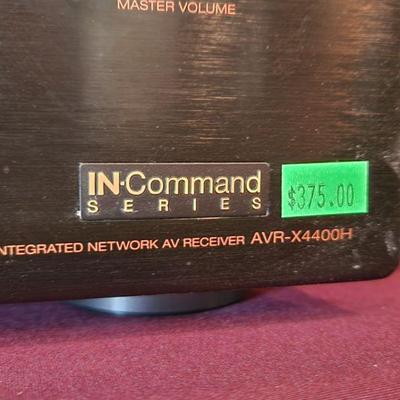 MASTER VOLUME
IN·Command
SERIES
$375.00
INTEGRATED NETWORK AV RECEIVER AVR-X4400H